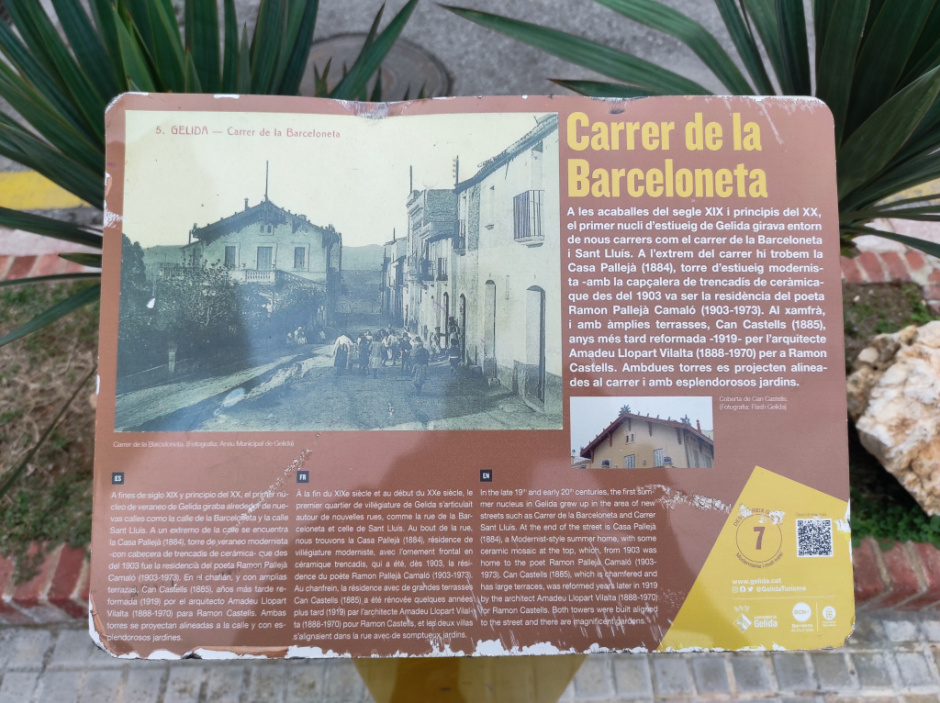 5. GELIDA — Carrer de la Barceloneta
Carrer de la
Barceloneta
A les acaballes del segle XIX i principis del XX,
el primer nucli d'estiueig de Gelida girava entorn
de nous carrers com el carrer de la Barceloneta
i Sant Lluís. A l'extrem del carrer hi trobem la
Casa Pallejà (1884), torre d'estiueig modernis-
ta -amb la capçalera de trencadís de ceràmica-
que des del 1903 va ser la residència del poeta
Ramon Pallejà Camaló (1903-1973). Al xamfrà,
i amb àmplies terrasses, Can Castells (1885),
anys més tard reformada -1919- per l'arquitecte
Amadeu Llopart Vilalta (1888-1970) per a Ramon
Castells. Ambdues torres es projecten alinea-
des al carrer i amb esplendorosos jardins.
Coberta de Can Castells.
(Fotografia: Flaix Gelida)
Carrer de la Barceloneta. (Fotografia: Arxiu Municipal de Gelida)
ES
A fines de siglo XIX y principio del XX, el primer nú-
cleo de veraneo de Gelida giraba alrededor de nue-
vas calles como la calle de la Barceloneta y la calle
Sant Lluís. A un extremo de la calle se encuentra
la Casa Pallejà (1884), torre de veraneo modernista
-con cabecera de trencadís de cerámica- que des
del 1903 fue la residència del poeta Ramon Pallejà
Camaló (1903-1973). En el chaflán, y con amplias
terrazas, Can Castells (1885), años más tarde re-
formada (1919) por el arquitecto Amadeu Llopart
Vilalta (1888-1970) para Ramon Castells. Ambas
torres se proyectan alineadas a la calle y con es-
plendorosos jardines.
FR
À la fin du XIXe siècle et au début du XXe siècle, le
premier quartier de villégiature de Gelida s'articulait
autour de nouvelles rues, comme la rue de la Bar-
celoneta et calle de Sant Lluís. Au bout de la rue,
nous trouvons la Casa Pallejà (1884), résidence de
villégiature moderniste, avec l'ornement frontal en
céramique trencadís, qui a été, dès 1903, la rési-
dence du poète Ramon Pallejà Camaló (1903-1973).
Au chanfrein, la résidence avec de grandes terrasses
Can Castells (1885) a été rénovée quelques années
plus tard (1919) par l'architecte Amadeu Llopart Vilal-
ta (1888-1970) pour Ramon Castells. et les deux villas
s'alignaient dans la rue avec de somptueux jardins.
EN
In the late 19th and early 20th centuries, the first sum-
mer nucleus in Gelida grew up in the area of new
streets such as Carrer de la Barceloneta and Carrer
Sant Lluís. At the end of the street is Casa Pallejà
(1884), a Modernist-style summer home, with some
ceramic mosaic at the top, which, from 1903 was
home to the poet Ramon Pallejà Camaló (1903-
1973). Can Castells (1885), which is chamfered and
has large terraces, was reformed years later in 1919
by the architect Amadeu Llopart Vilalta (1888-1970)
for Ramon Castells. Both towers were built aligned
to the street and there are magnificent gardens.
7
www.gelida.cat
@GelidaTurisme
Gelida